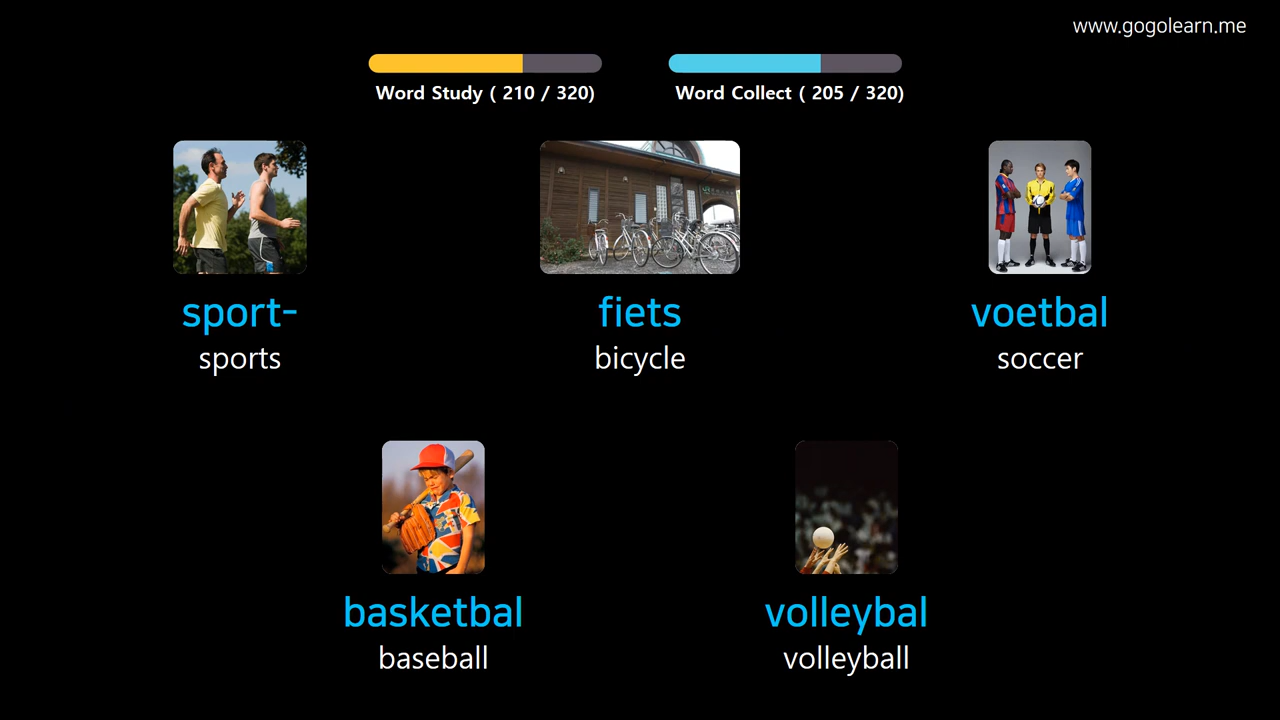 www.gogolearn.me
Word Study ( 210 / 320)
Word Collect ( 205 / 320)
sport-
sports
fiets
bicycle
voetbal
soccer
basketbal
baseball
volleybal
volleyball